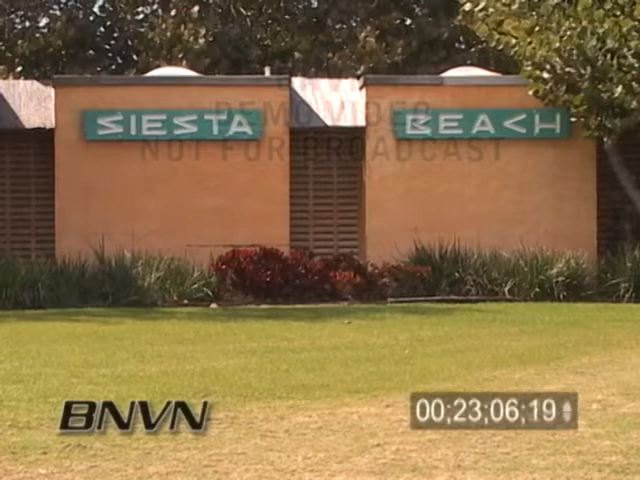 DEMO VIDEO
SIESTA BEACH
NOT FOR BROADCAST
BNVN
00;23;06;19